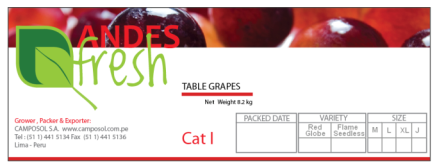 ANDES
fresh
TABLE GRAPES
Net Weight 8.2 kg
Grower, Packer & Exporter:
CAMPOSOL S.A, www.camposol.com.pe
Tel : (51 1) 441 5134 Fax (51 1) 441 5136
Lima - Peru
Cat I
PACKED DATE VARIETY SIZE
Red Globe Flame Seedless M L XL J